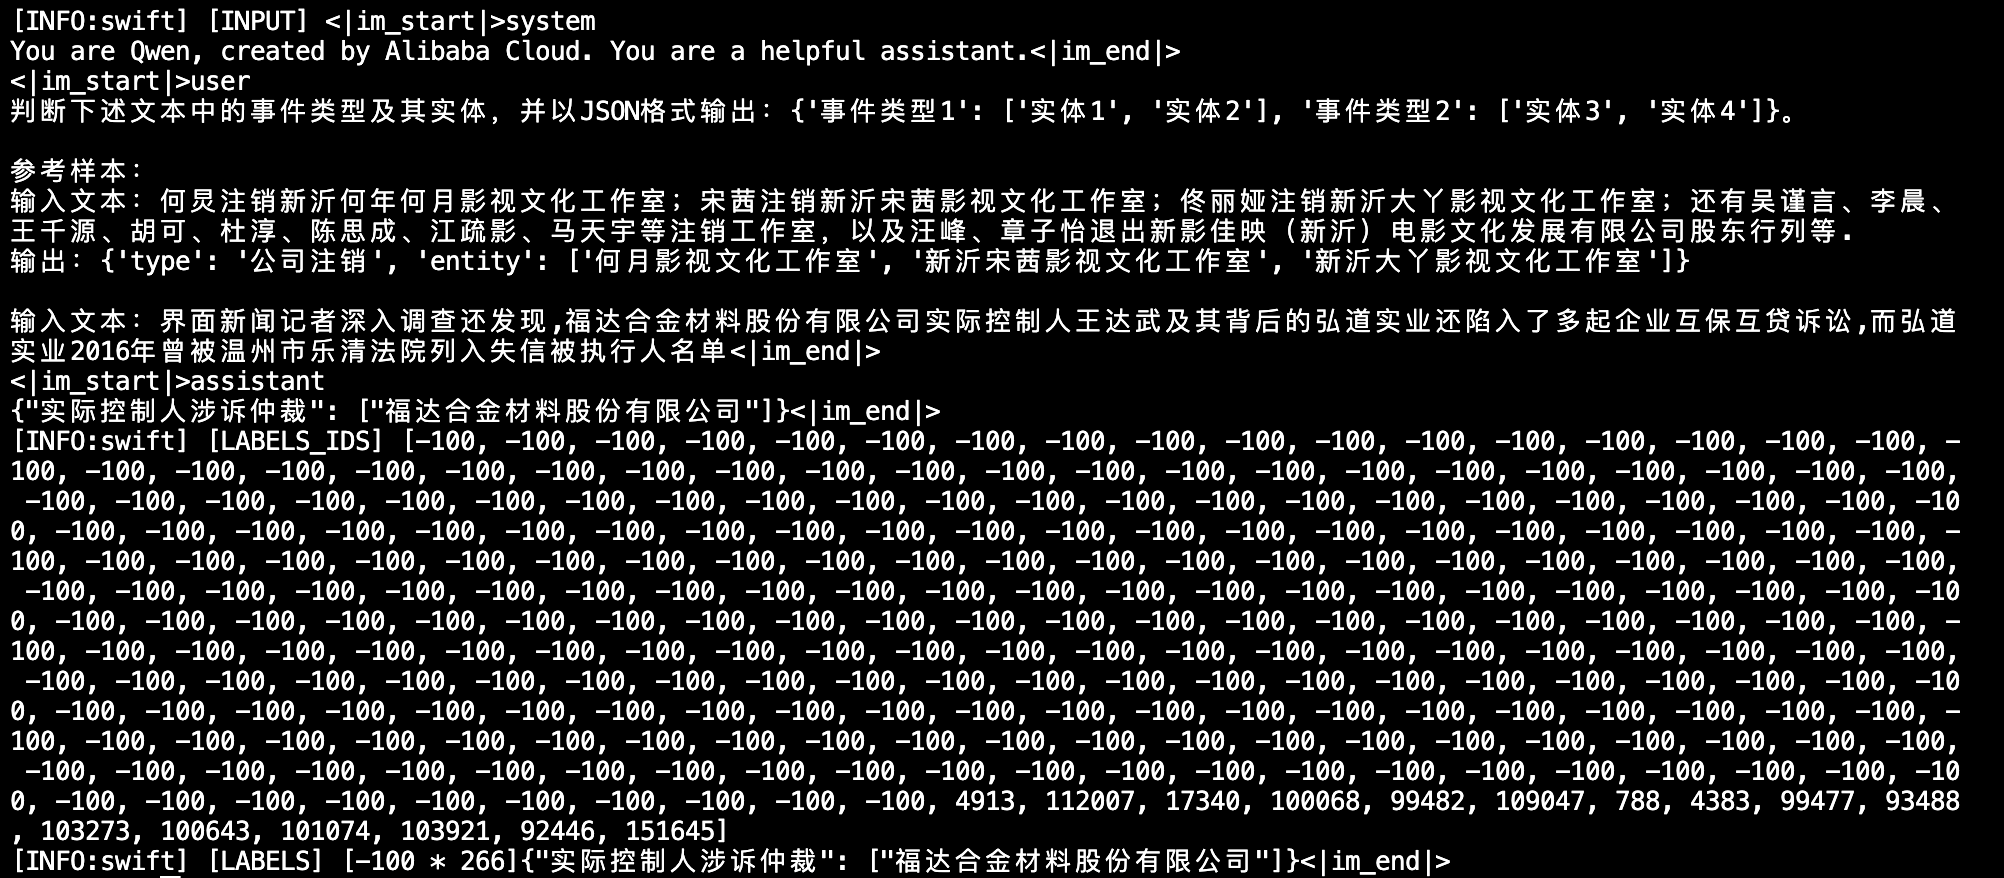 [INFO:swift] [INPUT] <|im_start|>system
You are Qwen, created by Alibaba Cloud. You are a helpful assistant.<|im_end|>
<|im_start|>user
判断下述文本中的事件类型及其实体，并以JSON格式输出：{'事件类型1': ['实体1', '实体2'], '事件类型2': ['实体3', '实体4']}。
参考样本：
输入文本：何炅注销新沂何年何月影视文化工作室；宋茜注销新沂宋茜影视文化工作室；佟丽娅注销新沂大丫影视文化工作室；还有吴谨言、李晨、
王千源、胡可、杜淳、陈思成、江疏影、马天宇等注销工作室，以及汪峰、章子怡退出新影佳映（新沂）电影文化发展有限公司股东行列等.
输出：{'type': '公司注销', 'entity': ['何月影视文化工作室', '新沂宋茜影视文化工作室', '新沂大丫影视文化工作室']}
输入文本：界面新闻记者深入调查还发现,福达合金材料股份有限公司实际控制人王达武及其背后的弘道实业还陷入了多起企业互保互贷诉讼,而弘道
实业2016年曾被温州市乐清法院列入失信被执行人名单<|im_end|>
<|im_start|>assistant
{"实际控制人涉诉仲裁": ["福达合金材料股份有限公司"]}<|im_end|>
[INFO:swift] [LABELS_IDS] [-100, -100, -100, -100, -100, -100, -100, -100, -100, -100, -100, -100, -100, -100, -100, -100, -100, -
100, -100, -100, -100, -100, -100, -100, -100, -100, -100, -100, -100, -100, -100, -100, -100, -100, -100, -100, -100, -100, -100,
 -100, -100, -100, -100, -100, -100, -100, -100, -100, -100, -100, -100, -100, -100, -100, -100, -100, -100, -100, -100, -100, -10
0, -100, -100, -100, -100, -100, -100, -100, -100, -100, -100, -100, -100, -100, -100, -100, -100, -100, -100, -100, -100, -100, -
100, -100, -100, -100, -100, -100, -100, -100, -100, -100, -100, -100, -100, -100, -100, -100, -100, -100, -100, -100, -100, -100,
 -100, -100, -100, -100, -100, -100, -100, -100, -100, -100, -100, -100, -100, -100, -100, -100, -100, -100, -100, -100, -100, -10
0, -100, -100, -100, -100, -100, -100, -100, -100, -100, -100, -100, -100, -100, -100, -100, -100, -100, -100, -100, -100, -100, -
100, -100, -100, -100, -100, -100, -100, -100, -100, -100, -100, -100, -100, -100, -100, -100, -100, -100, -100, -100, -100, -100,
 -100, -100, -100, -100, -100, -100, -100, -100, -100, -100, -100, -100, -100, -100, -100, -100, -100, -100, -100, -100, -100, -10
0, -100, -100, -100, -100, -100, -100, -100, -100, -100, -100, -100, -100, -100, -100, -100, -100, -100, -100, -100, -100, -100, -
100, -100, -100, -100, -100, -100, -100, -100, -100, -100, -100, -100, -100, -100, -100, -100, -100, -100, -100, -100, -100, -100,
 -100, -100, -100, -100, -100, -100, -100, -100, -100, -100, -100, -100, -100, -100, -100, -100, -100, -100, -100, -100, -100, -10
0, -100, -100, -100, -100, -100, -100, -100, -100, -100, -100, 4913, 112007, 17340, 100068, 99482, 109047, 788, 4383, 99477, 93488
, 103273, 100643, 101074, 103921, 92446, 151645]
[INFO:swift] [LABELS] [-100 * 266]{"实际控制人涉诉仲裁": ["福达合金材料股份有限公司"]}<|im_end|>